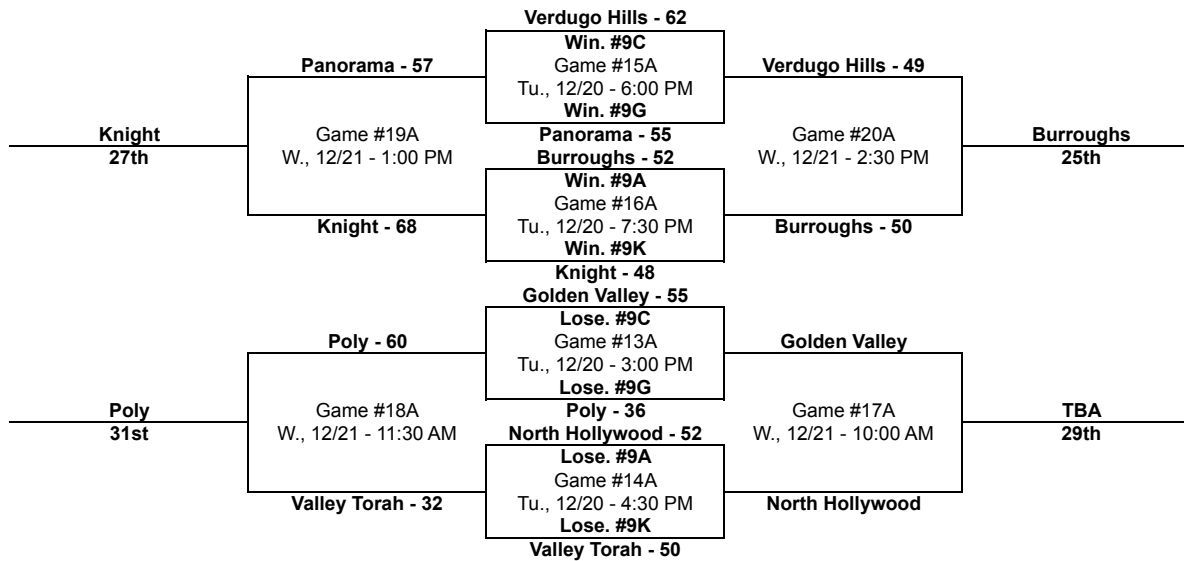 Verdugo Hills - 62
Win. #9C
Panorama - 57
Game #15A
Verdugo Hills - 49
Tu., 12/20 - 6:00 PM
Win. #9G
Knight
Game #19A
Panorama - 55
Game #20A
Burroughs
27th
W., 12/21 - 1:00 PM
Burroughs - 52
W., 12/21 - 2:30 PM
25th
Win. #9A
Game #16A
Knight - 68
Tu., 12/20 - 7:30 PM
Burroughs - 50
Win. #9K
Knight - 48
Golden Valley - 55
Lose. #9C
Poly - 60
Game #13A
Golden Valley
Tu., 12/20 - 3:00 PM
Lose. #9G
Poly
Game #18A
Poly - 36
Game #17A
TBA
31st
W., 12/21 - 11:30 AM
North Hollywood - 52
W., 12/21 - 10:00 AM
29th
Lose. #9A
Game #14A
Valley Torah - 32
Tu., 12/20 - 4:30 PM
North Hollywood
Lose. #9K
Valley Torah - 50